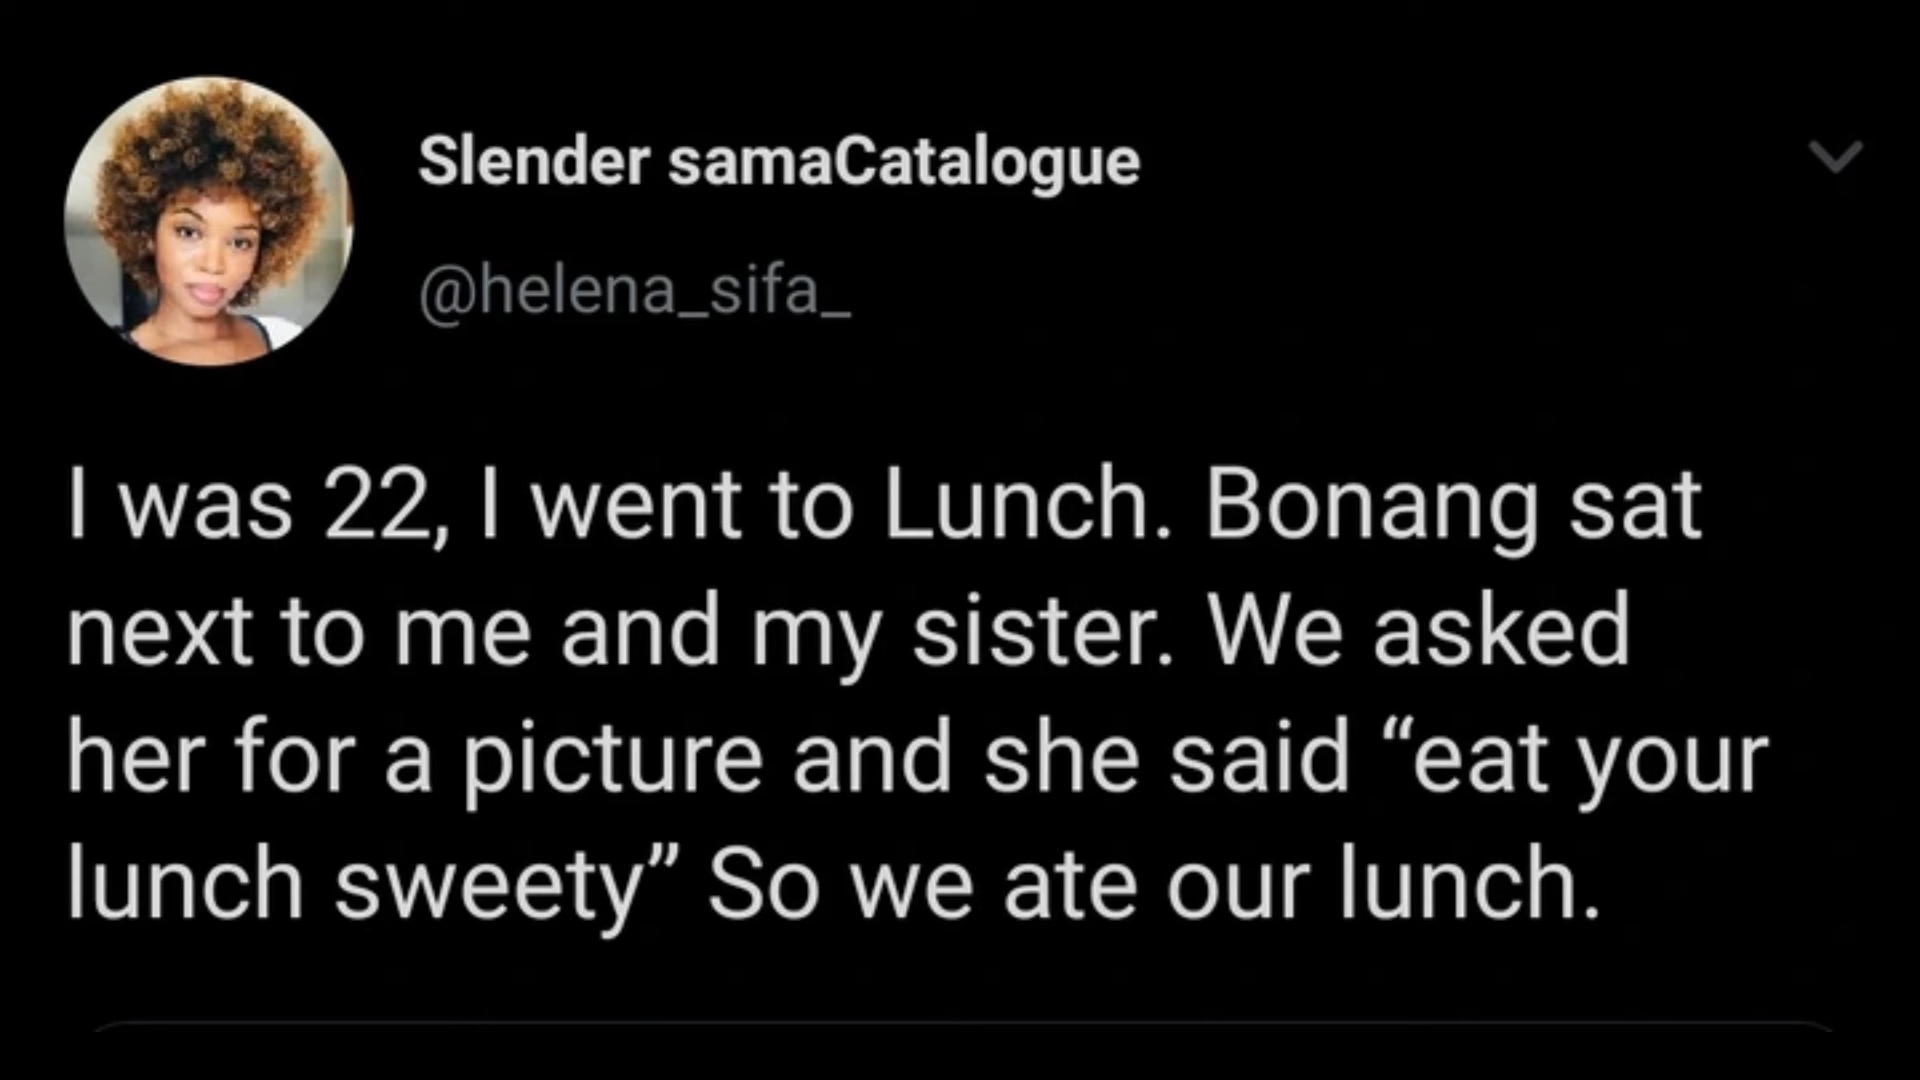 Slender samaCatalogue
@helena_sifa_
I was 22, I went to Lunch. Bonang sat
next to me and my sister. We asked
her for a picture and she said “eat your
lunch sweety” So we ate our lunch.